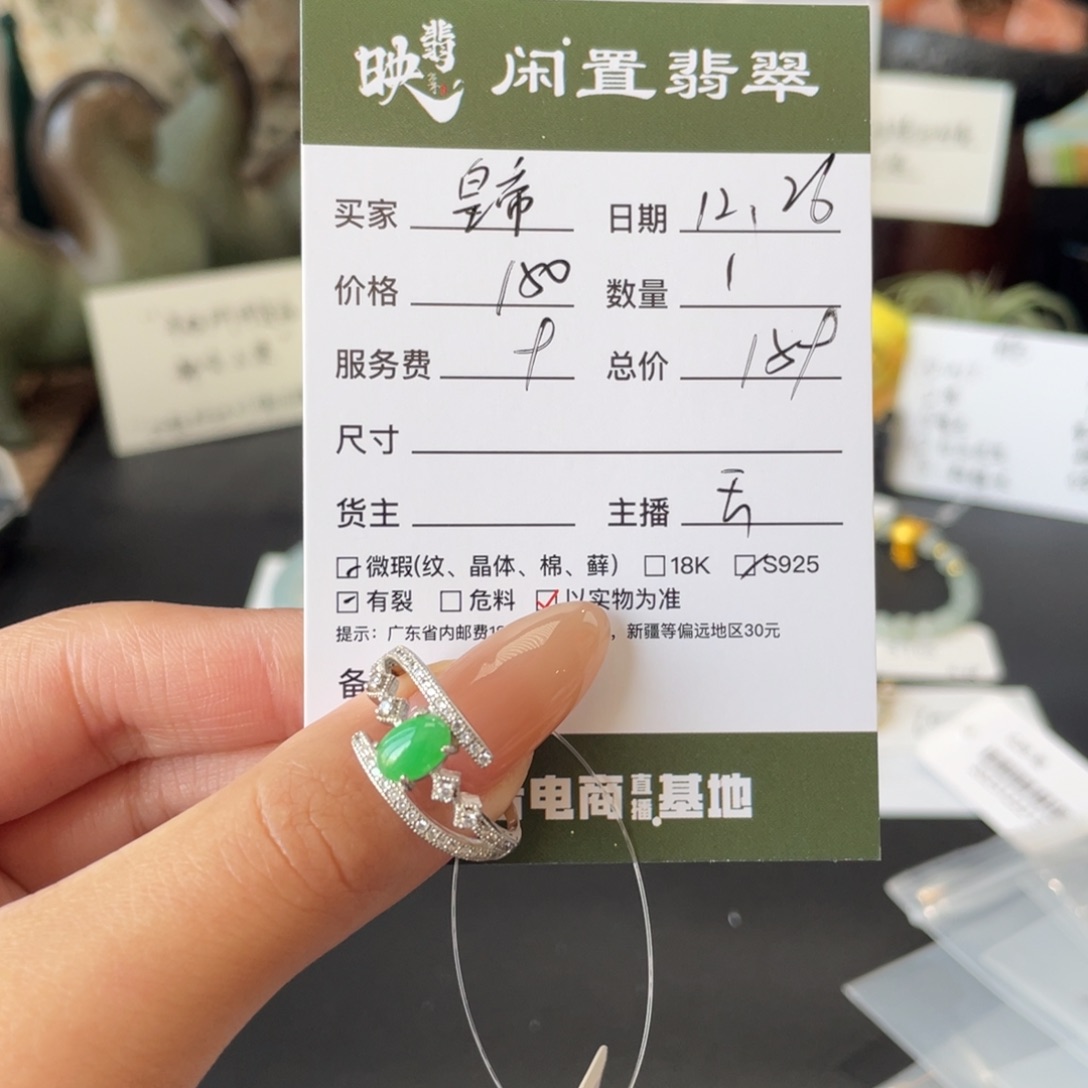 映翡 闲置翡翠
买家 皇帝 日期 12.26
价格 180 数量 1
服务费 9 总价 189
尺寸
货主 主播
微瑕(纹、晶体、棉、藓) 18K S925
有裂 危料 以实物为准
提示：广东省内邮费1 新疆等偏远地区30元
备
电商直播基地